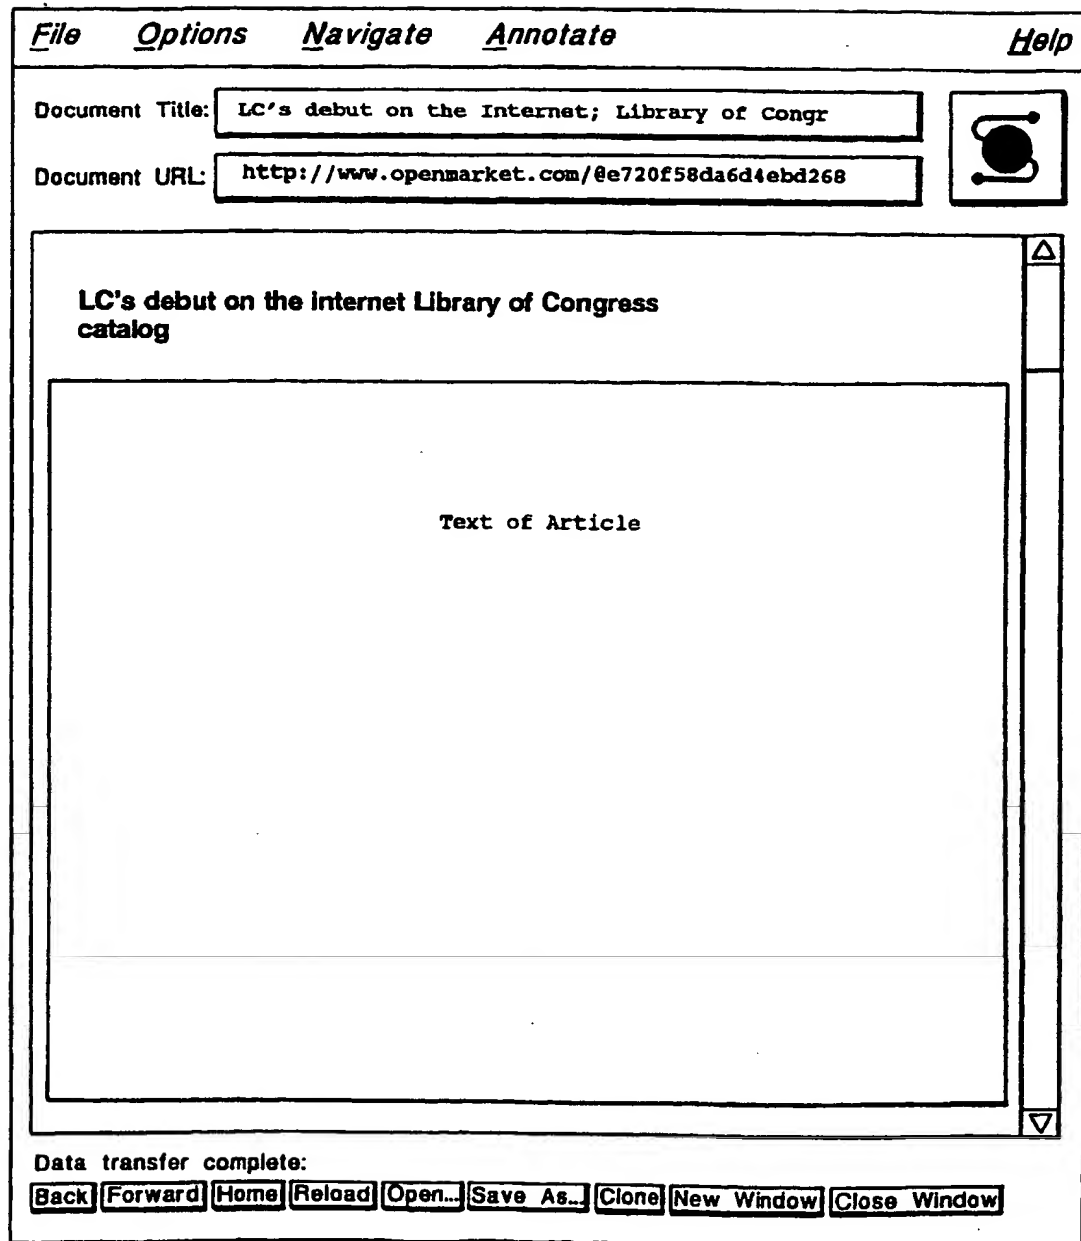 File Options Navigate Annotate Help
Document Title: LC's debut on the Internet; Library of Congr
Document URL: http://www.openmarket.com/@e720f58da6d4ebd268
LC's debut on the internet Library of Congress
catalog
Text of Article
Data transfer complete:
Back Forward Home Reload Open... Save As... Clone New Window Close Window